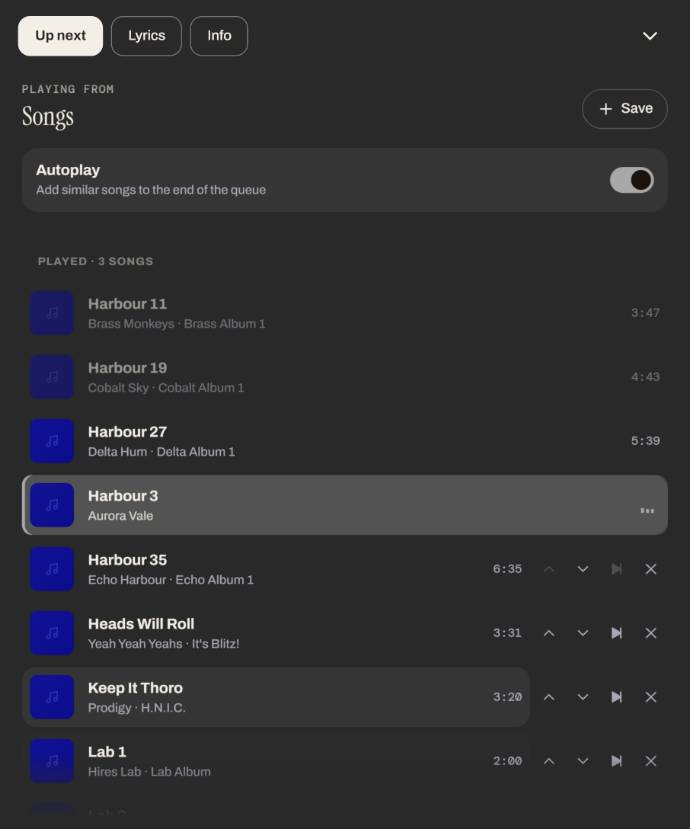 Up next
Lyrics
Info
PLAYING FROM
Songs
Save
Autoplay
Add similar songs to the end of the queue
PLAYED · 3 SONGS
Harbour 11
Brass Monkeys · Brass Album 1
3:47
Harbour 19
Cobalt Sky · Cobalt Album 1
4:43
Harbour 27
Delta Hum · Delta Album 1
5:39
Harbour 3
Aurora Vale
Harbour 35
Echo Harbour · Echo Album 1
6:35
Heads Will Roll
Yeah Yeah Yeahs · It's Blitz!
3:31
Keep It Thoro
Prodigy · H.N.I.C.
3:20
Lab 1
Hires Lab · Lab Album
2:00